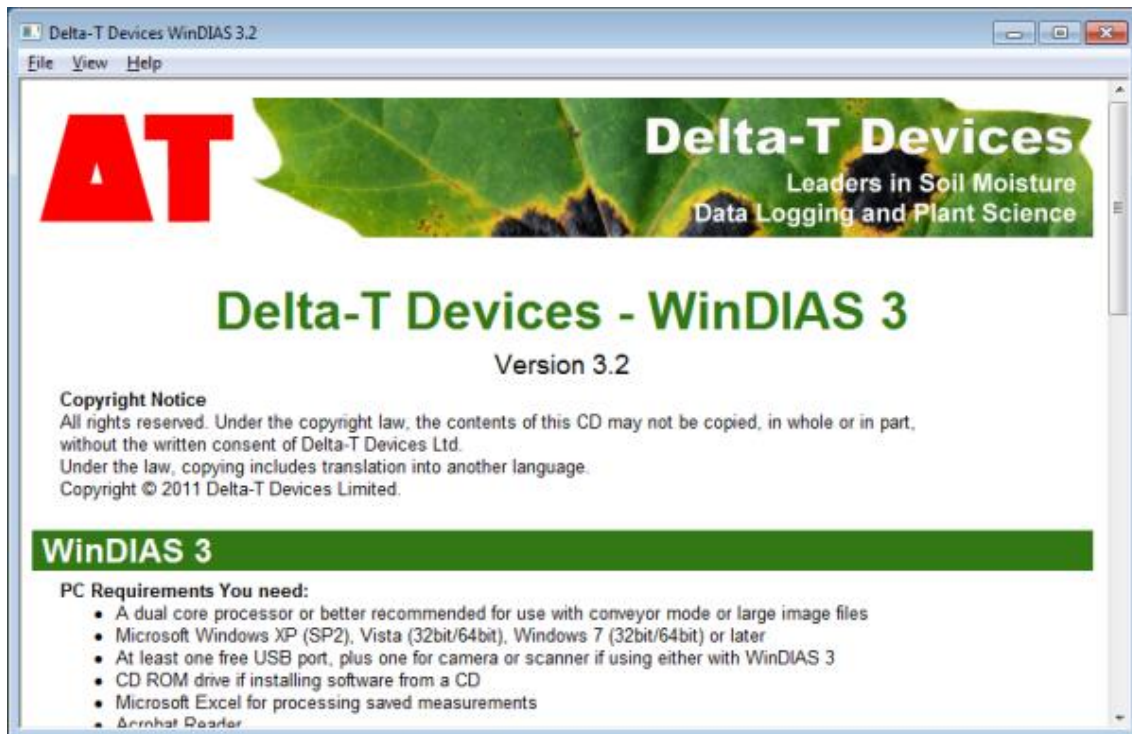 Delta-T Devices WinDIAS 3.2
File View Help
ΔT
Delta-T Devices
Leaders in Soil Moisture
Data Logging and Plant Science
Delta-T Devices - WinDIAS 3
Version 3.2
Copyright Notice
All rights reserved. Under the copyright law, the contents of this CD may not be copied, in whole or in part,
without the written consent of Delta-T Devices Ltd.
Under the law, copying includes translation into another language.
Copyright © 2011 Delta-T Devices Limited.
WinDIAS 3
PC Requirements You need:
• A dual core processor or better recommended for use with conveyor mode or large image files
• Microsoft Windows XP (SP2), Vista (32bit/64bit), Windows 7 (32bit/64bit) or later
• At least one free USB port, plus one for camera or scanner if using either with WinDIAS 3
• CD ROM drive if installing software from a CD
• Microsoft Excel for processing saved measurements
• Acrobat Reader